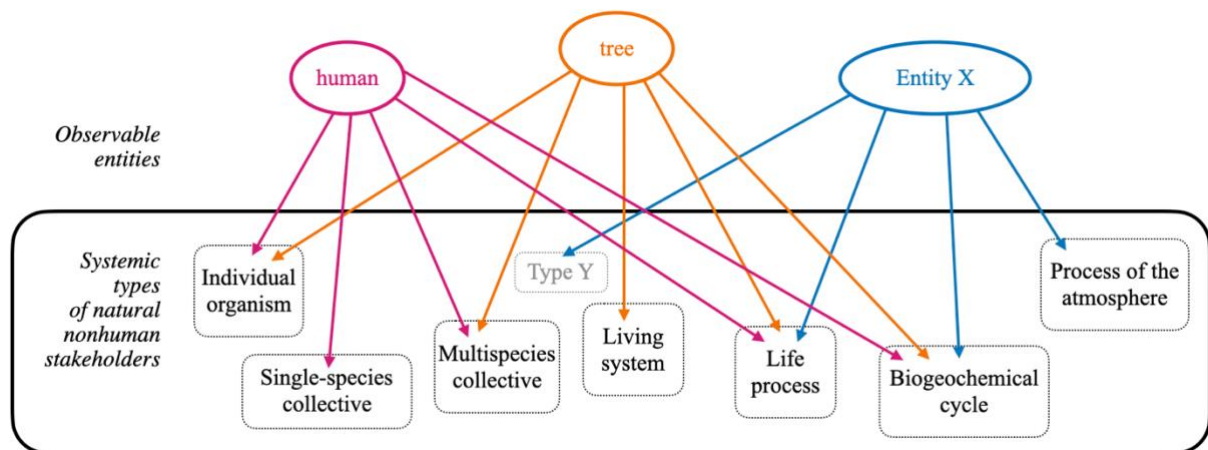 human
tree
Entity X
Observable
entities
Systemic
types
of natural
nonhuman
stakeholders
Individual
organism
Single-species
collective
Multispecies
collective
Type Y
Living
system
Life
process
Biogeochemical
cycle
Process of the
atmosphere